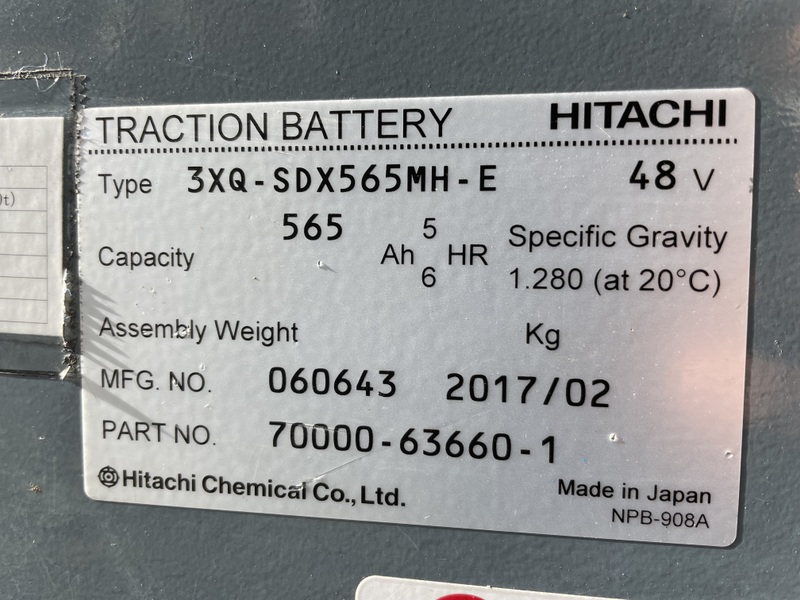 TRACTION BATTERY HITACHI
Type 3XQ-SDX565MH-E 48 V
Capacity 565 Ah 5 6 HR Specific Gravity
1.280 (at 20°C)
Assembly Weight Kg
MFG. NO. 060643 2017/02
PART NO. 70000-63660-1
Hitachi Chemical Co., Ltd. Made in Japan
NPB-908A